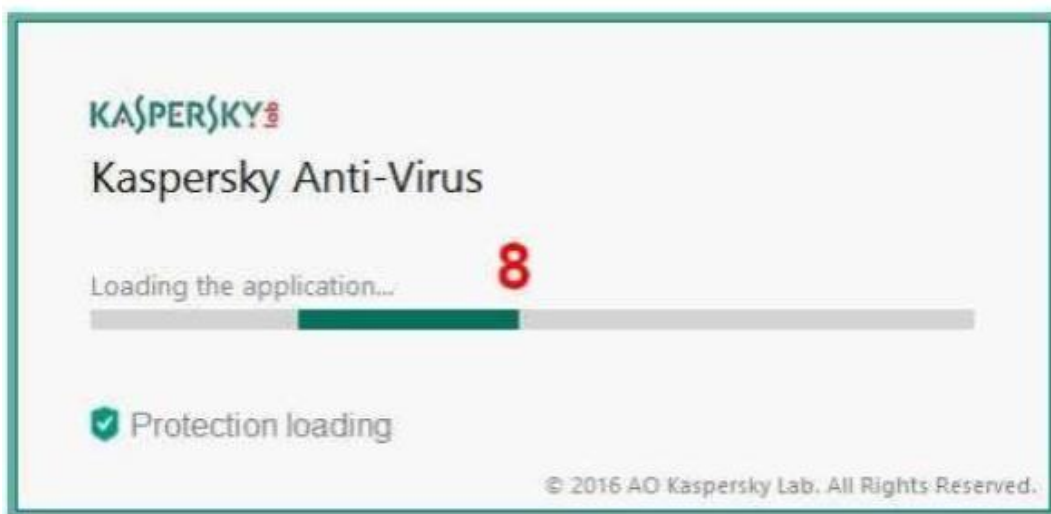 KASPERSKY lab
Kaspersky Anti-Virus
8
Loading the application...
Protection loading
© 2016 AO Kaspersky Lab. All Rights Reserved.